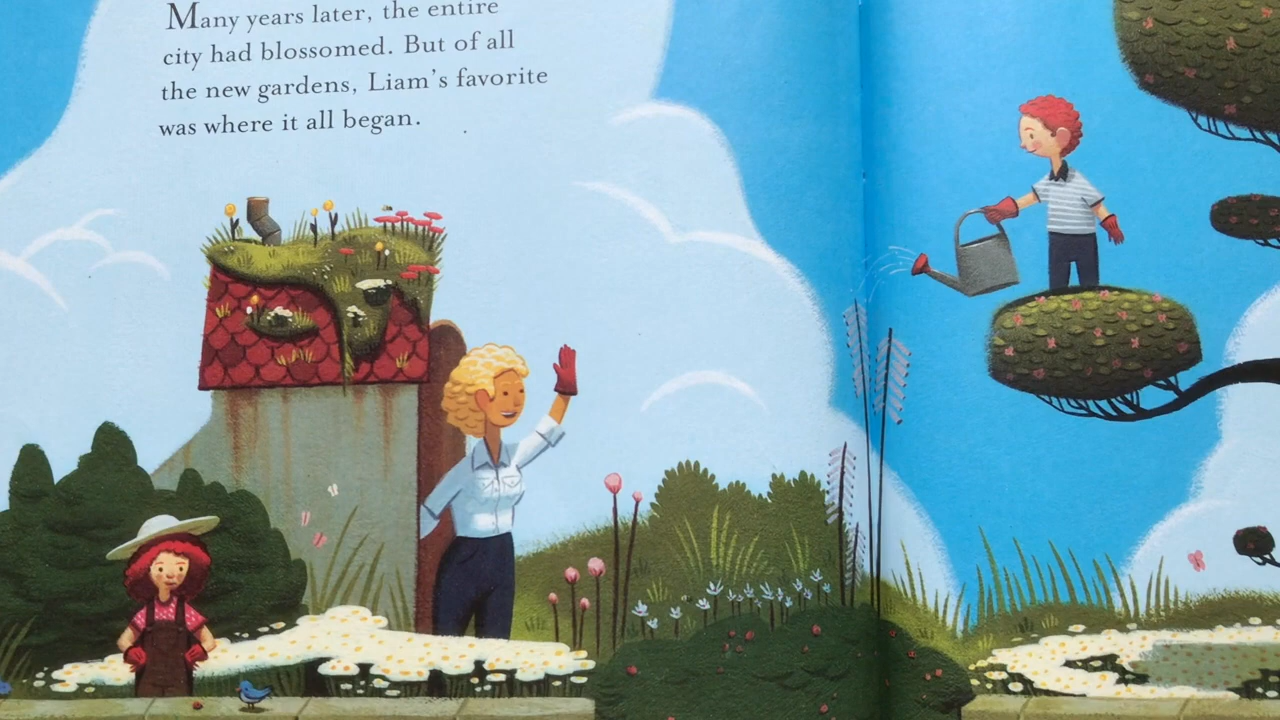 Many years later, the entire
city had blossomed. But of all
the new gardens, Liam's favorite
was where it all began.